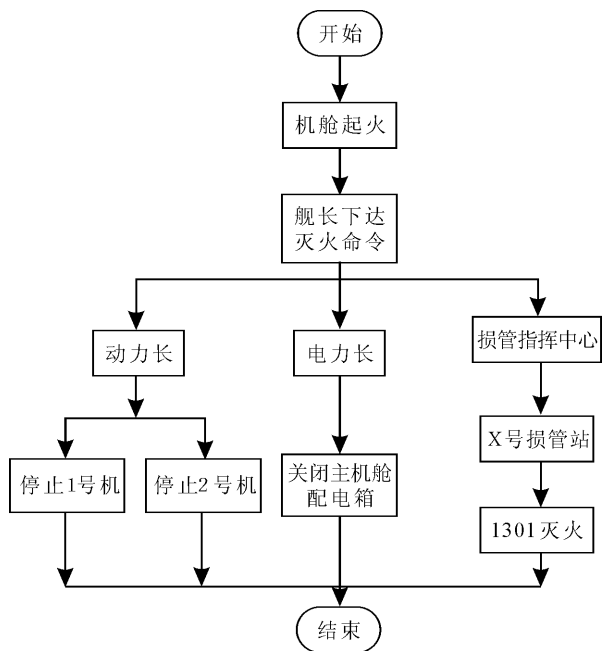 开始
机舱起火
舰长下达
灭火命令
动力长
电力长
损管指挥中心
X号损管站
停止1号机
停止2号机
关闭主机舱
配电箱
1301灭火
结束